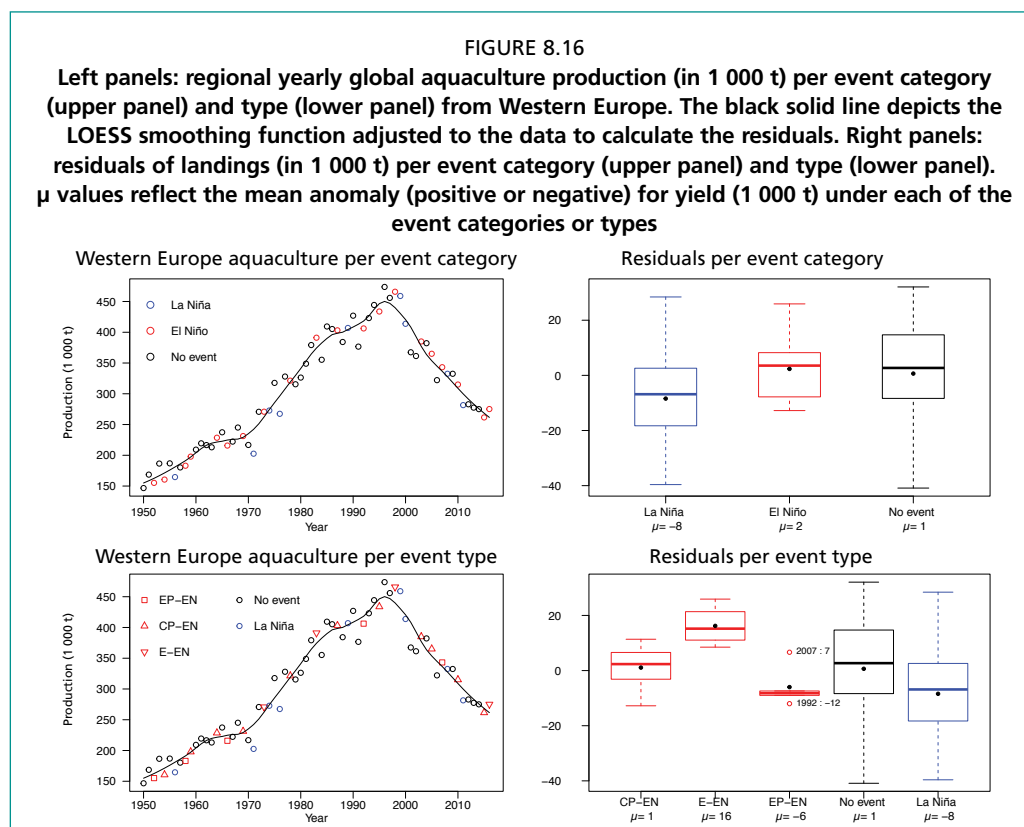 FIGURE 8.16
Left panels: regional yearly global aquaculture production (in 1 000 t) per event category
(upper panel) and type (lower panel) from Western Europe. The black solid line depicts the
LOESS smoothing function adjusted to the data to calculate the residuals. Right panels:
residuals of landings (in 1 000 t) per event category (upper panel) and type (lower panel).
μ values reflect the mean anomaly (positive or negative) for yield (1 000 t) under each of the
event categories or types
Western Europe aquaculture per event category
Production (1 000 t)
450
400
350
300
250
200
150
La Niña
El Niño
No event
1950 1960 1970 1980 1990 2000 2010
Year
Residuals per event category
20
0
−20
−40
La Niña El Niño No event
μ= −8 μ= 2 μ= 1
Western Europe aquaculture per event type
Production (1 000 t)
450
400
350
300
250
200
150
EP−EN No event
CP−EN La Niña
E−EN
1950 1960 1970 1980 1990 2000 2010
Year
Residuals per event type
20
0
−20
−40
2007 : 7
1992 : −12
CP−EN E−EN EP−EN No event La Niña
μ= 1 μ= 16 μ= −6 μ= 1 μ= −8